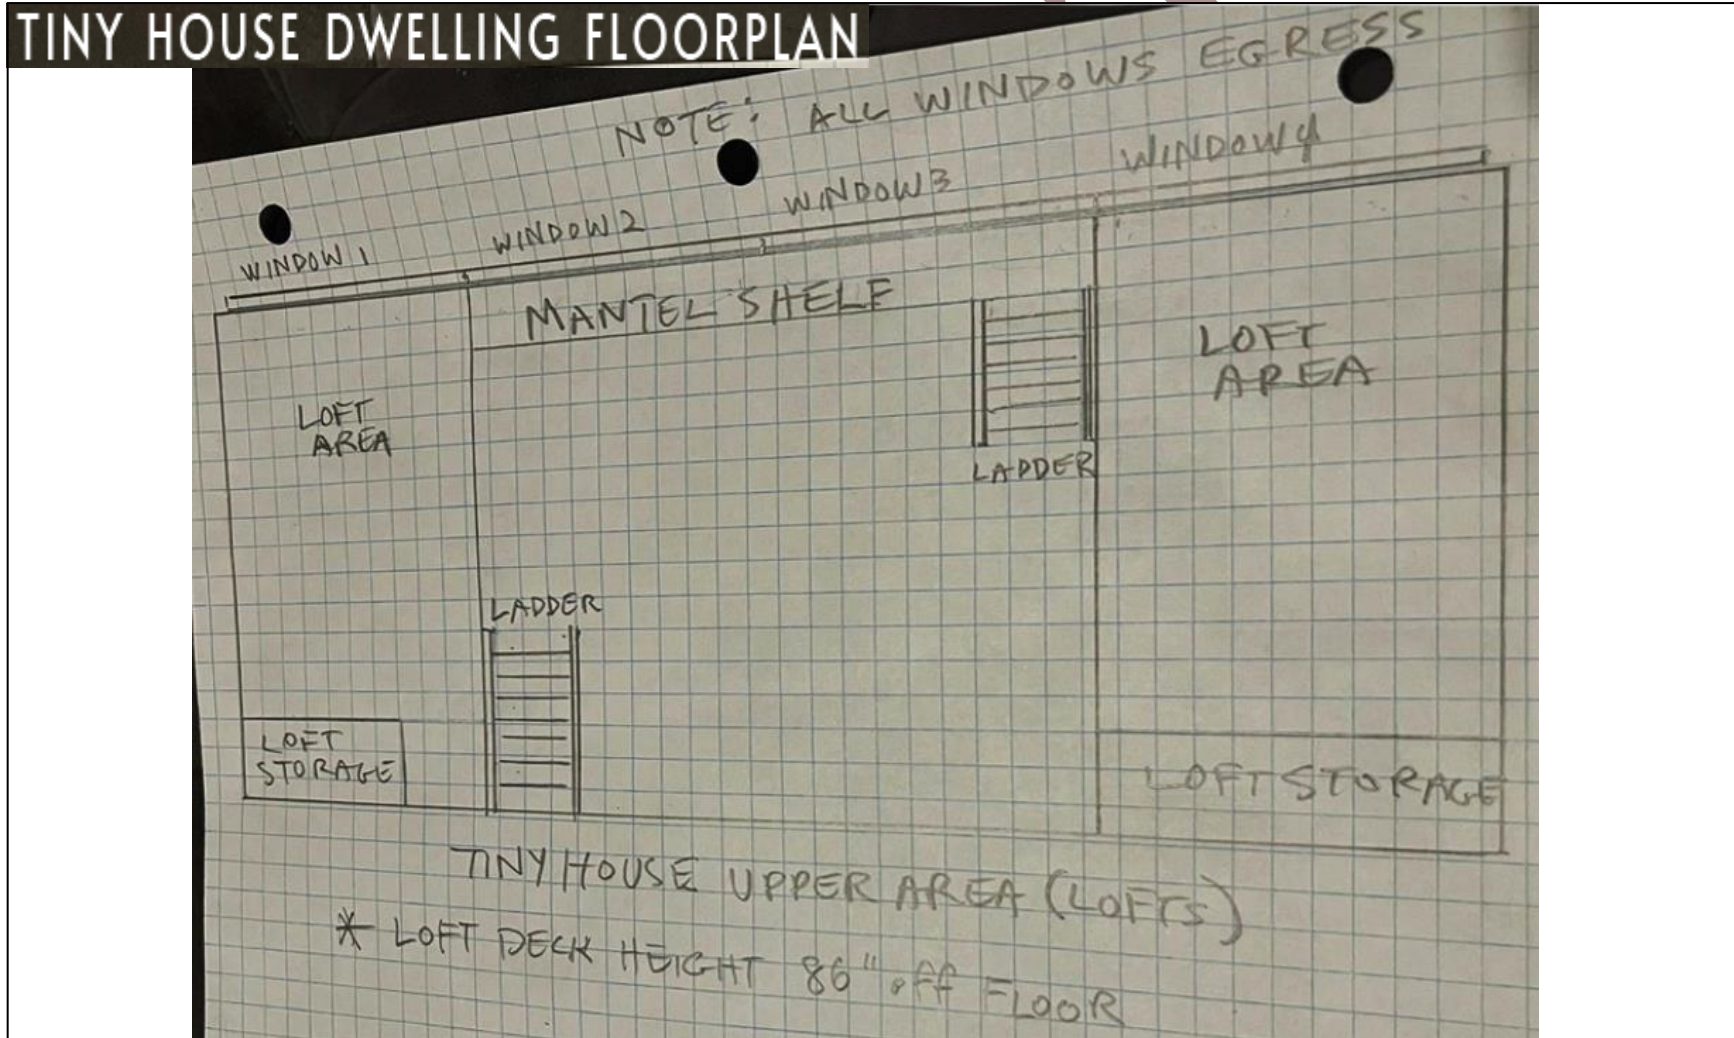 TINY HOUSE DWELLING FLOORPLAN
NOTE: ALL WINDOWS EGRESS
WINDOW 1
WINDOW 2
WINDOW 3
WINDOW 4
MANTEL SHELF
LOFT
AREA
LADDER
LOFT
AREA
LADDER
LOFT
STORAGE
LOFT STORAGE
TINY HOUSE UPPER AREA (LOFTS)
* LOFT DECK HEIGHT 86" off FLOOR